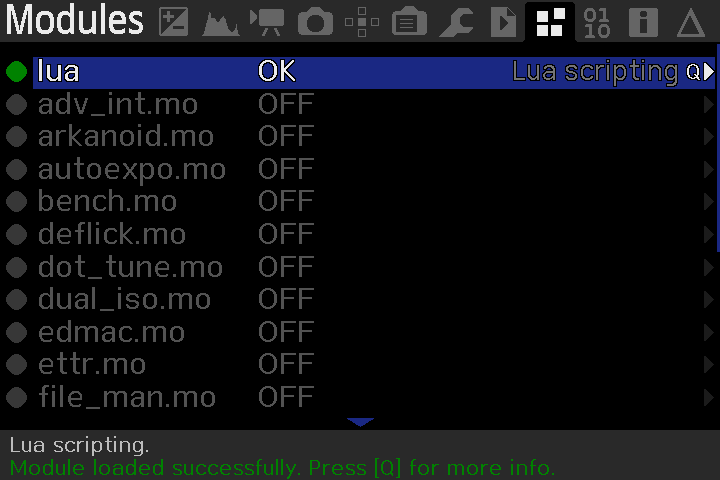 Modules 01
10
lua OK Lua scripting Q
adv_int.mo OFF
arkanoid.mo OFF
autoexpo.mo OFF
bench.mo OFF
deflick.mo OFF
dot_tune.mo OFF
dual_iso.mo OFF
edmac.mo OFF
ettr.mo OFF
file_man.mo OFF
Lua scripting.
Module loaded successfully. Press [Q] for more info.